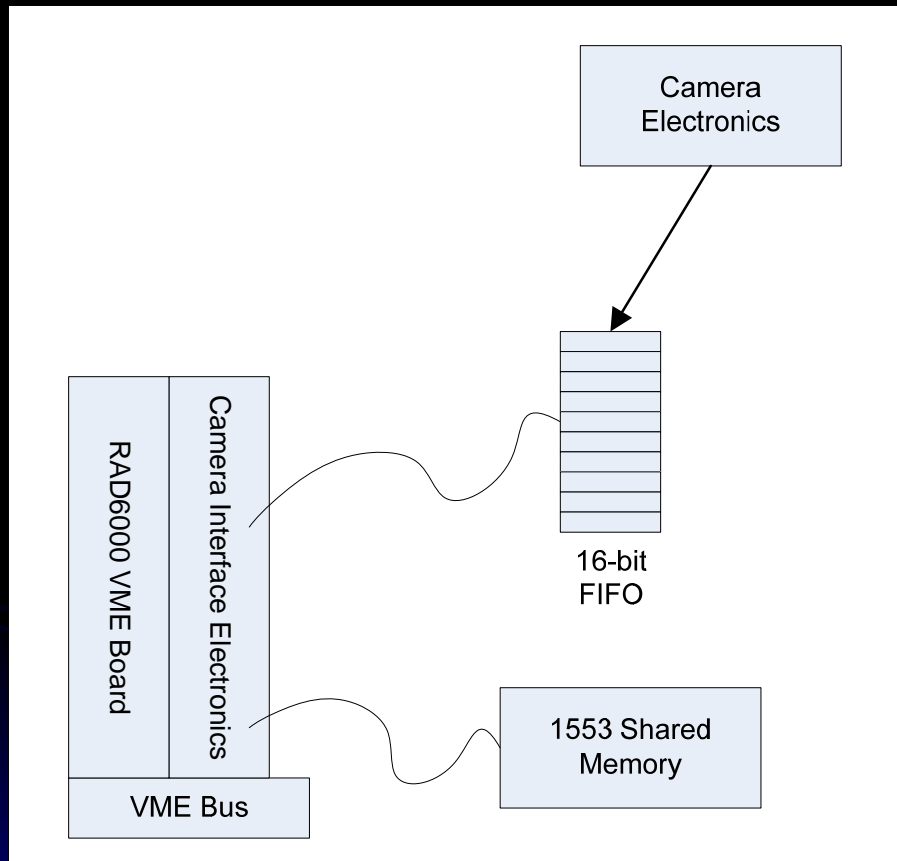 Camera
Electronics
RAD6000 VME Board
Camera Interface Electronics
16-bit
FIFO
1553 Shared
Memory
VME Bus